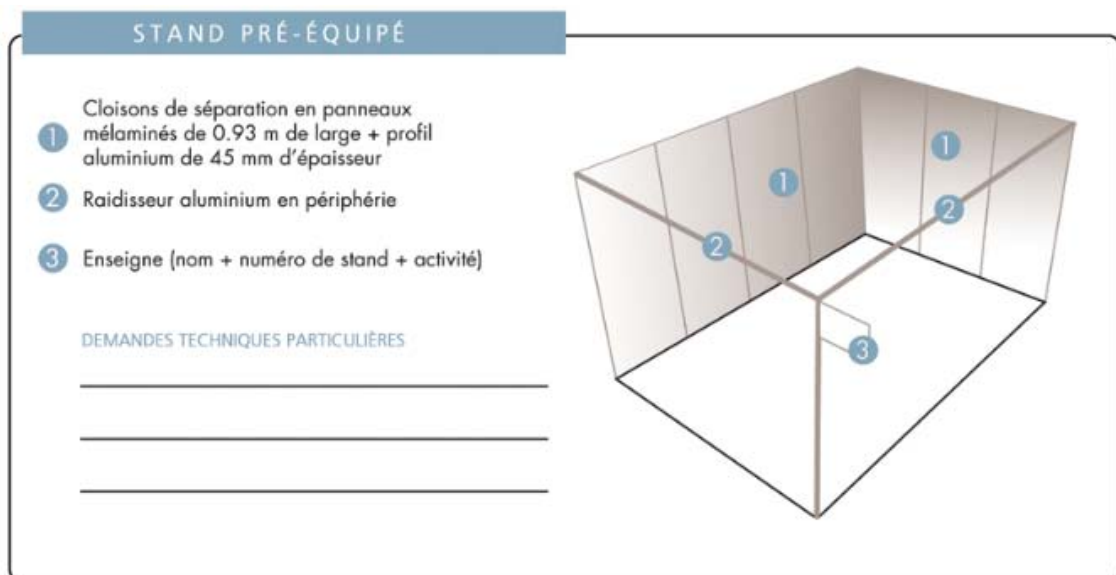 STAND PRÉ-ÉQUIPÉ
1
Cloisons de séparation en panneaux
mélaminés de 0.93 m de large + profil
aluminium de 45 mm d'épaisseur
2 Raidisseur aluminium en périphérie
3 Enseigne (nom + numéro de stand + activité)
DEMANDES TECHNIQUES PARTICULIÈRES
1
1
2
2
3